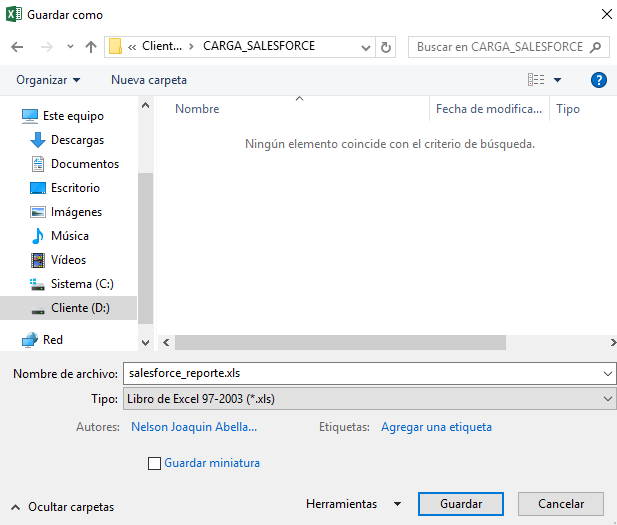 Guardar como
« Client... > CARGA_SALESFORCE
Buscar en CARGA_SALESFORCE
Organizar
Nueva carpeta
?
Este equipo
Descargas
Documentos
Escritorio
Imágenes
Música
Vídeos
Sistema (C:)
Cliente (D:)
Red
Nombre
Fecha de modifica...
Tipo
Ningún elemento coincide con el criterio de búsqueda.
Nombre de archivo: salesforce_reporte.xls
Tipo: Libro de Excel 97-2003 (*.xls)
Autores: Nelson Joaquin Abella...
Etiquetas: Agregar una etiqueta
Guardar miniatura
Ocultar carpetas
Herramientas
Guardar
Cancelar